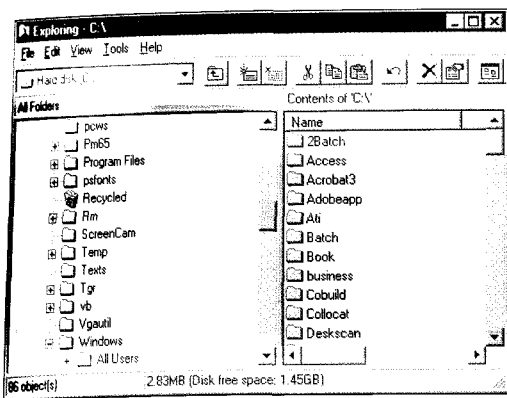 Exploring - C:\
File Edit View Tools Help
Hard disk (C:
All Folders
Contents of 'C:\'
pcws
Pm65
Program Files
psfonts
Recycled
Rm
ScreenCam
Temp
Texts
Tgr
vb
Vgautil
Windows
All Users
Name
2Batch
Access
Acrobat3
Adobeapp
Ati
Batch
Book
business
Cobuild
Collocat
Deskscan
86 object(s)
2.83MB (Disk free space: 1.45GB)